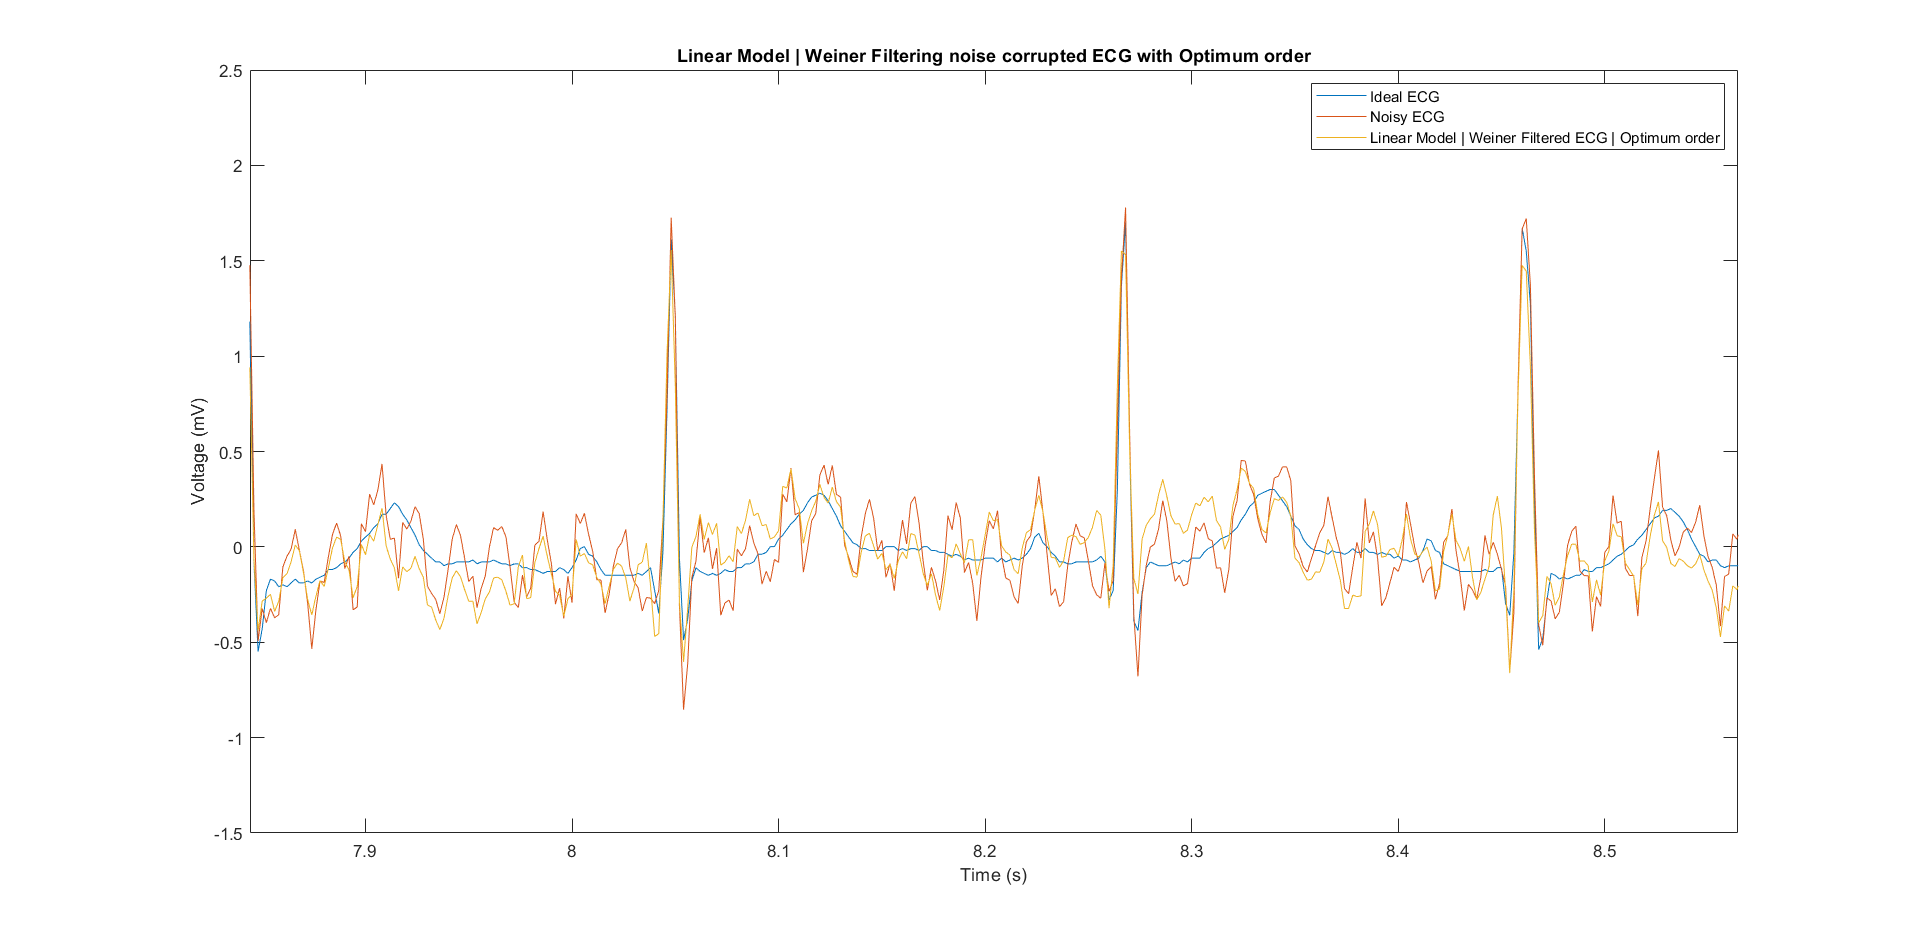 Linear Model | Weiner Filtering noise corrupted ECG with Optimum order
2.5
2
1.5
1
0.5
0
-0.5
-1
-1.5
Voltage (mV)
Ideal ECG
Noisy ECG
Linear Model | Weiner Filtered ECG | Optimum order
7.9
8
8.1
8.2
8.3
8.4
8.5
Time (s)